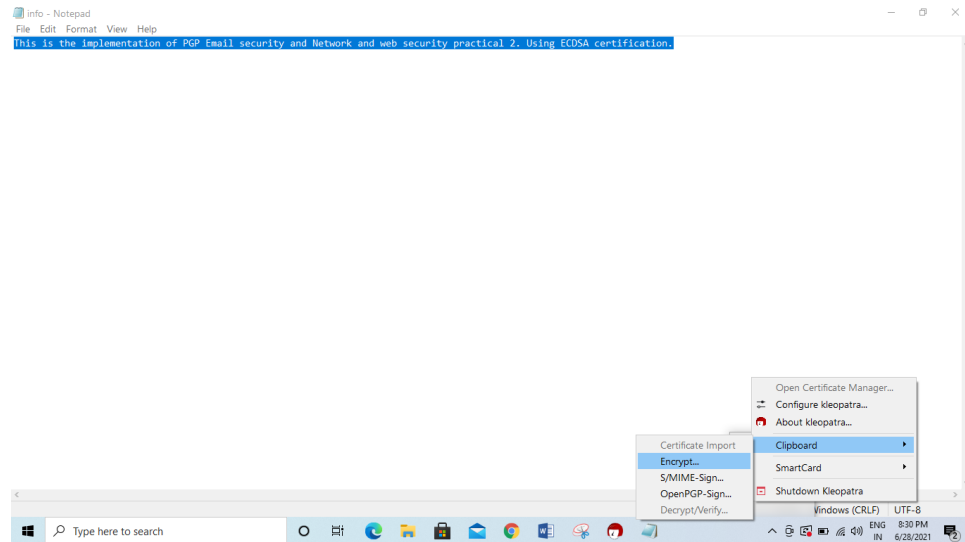 info - Notepad
File Edit Format View Help
This is the implementation of PGP Email security and Network and web security practical 2. Using ECDSA certification.
Open Certificate Manager...
Configure kleopatra...
About kleopatra...
Clipboard
SmartCard
Shutdown Kleopatra
Certificate Import
Encrypt...
S/MIME-Sign...
OpenPGP-Sign...
Decrypt/Verify...
Windows (CRLF) UTF-8
Type here to search
ENG
IN
8:30 PM
6/28/2021
2